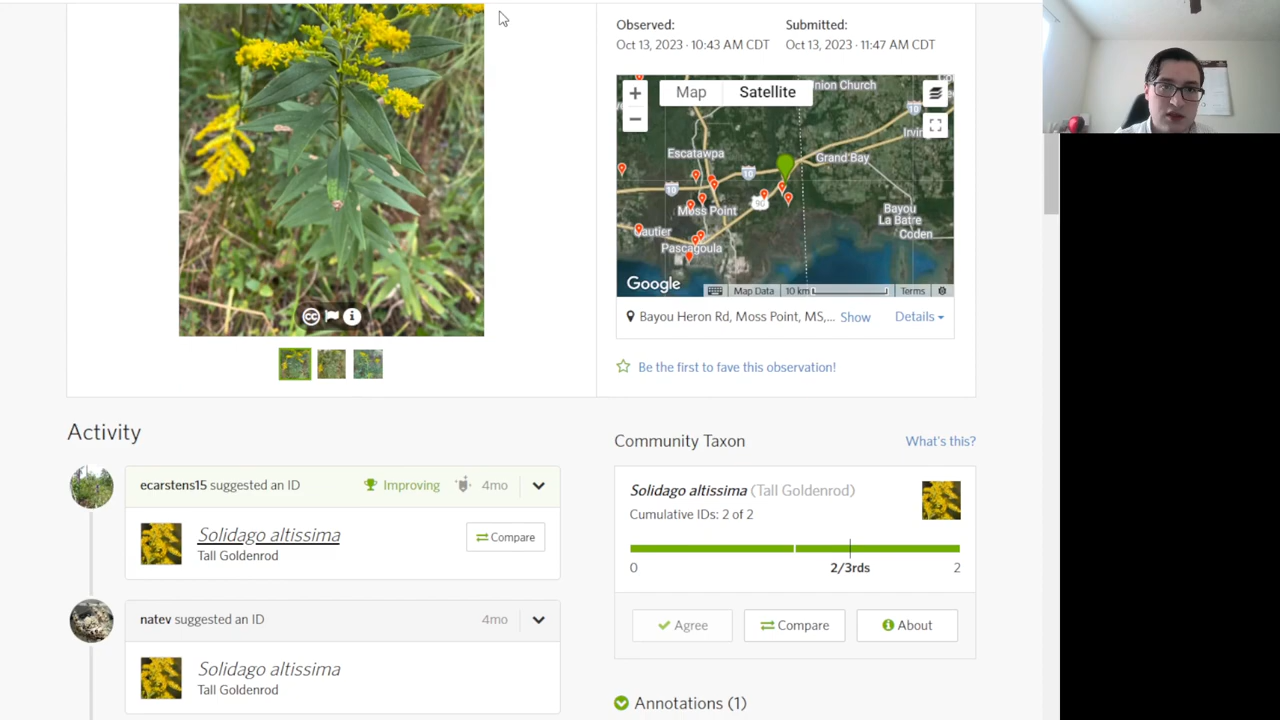 Observed:
Submitted:
Oct 13, 2023 · 10:43 AM CDT
Oct 13, 2023 · 11:47 AM CDT
+
Map
Satellite
−
Union Church
10
Irvin
Escatawpa
Grand Bay
10
10
Moss Point
90
Bayou
La Batre
Gautier
Coden
Pascagoula
Google
Map Data
10 km
Terms
Bayou Heron Rd, Moss Point, MS,...
Show
Details
Be the first to fave this observation!
Activity
ecarstens15 suggested an ID
Improving
4mo
Solidago altissima
Tall Goldenrod
Compare
natev suggested an ID
4mo
Solidago altissima
Tall Goldenrod
Community Taxon
What's this?
Solidago altissima (Tall Goldenrod)
Cumulative IDs: 2 of 2
0
2/3rds
2
Agree
Compare
About
Annotations (1)